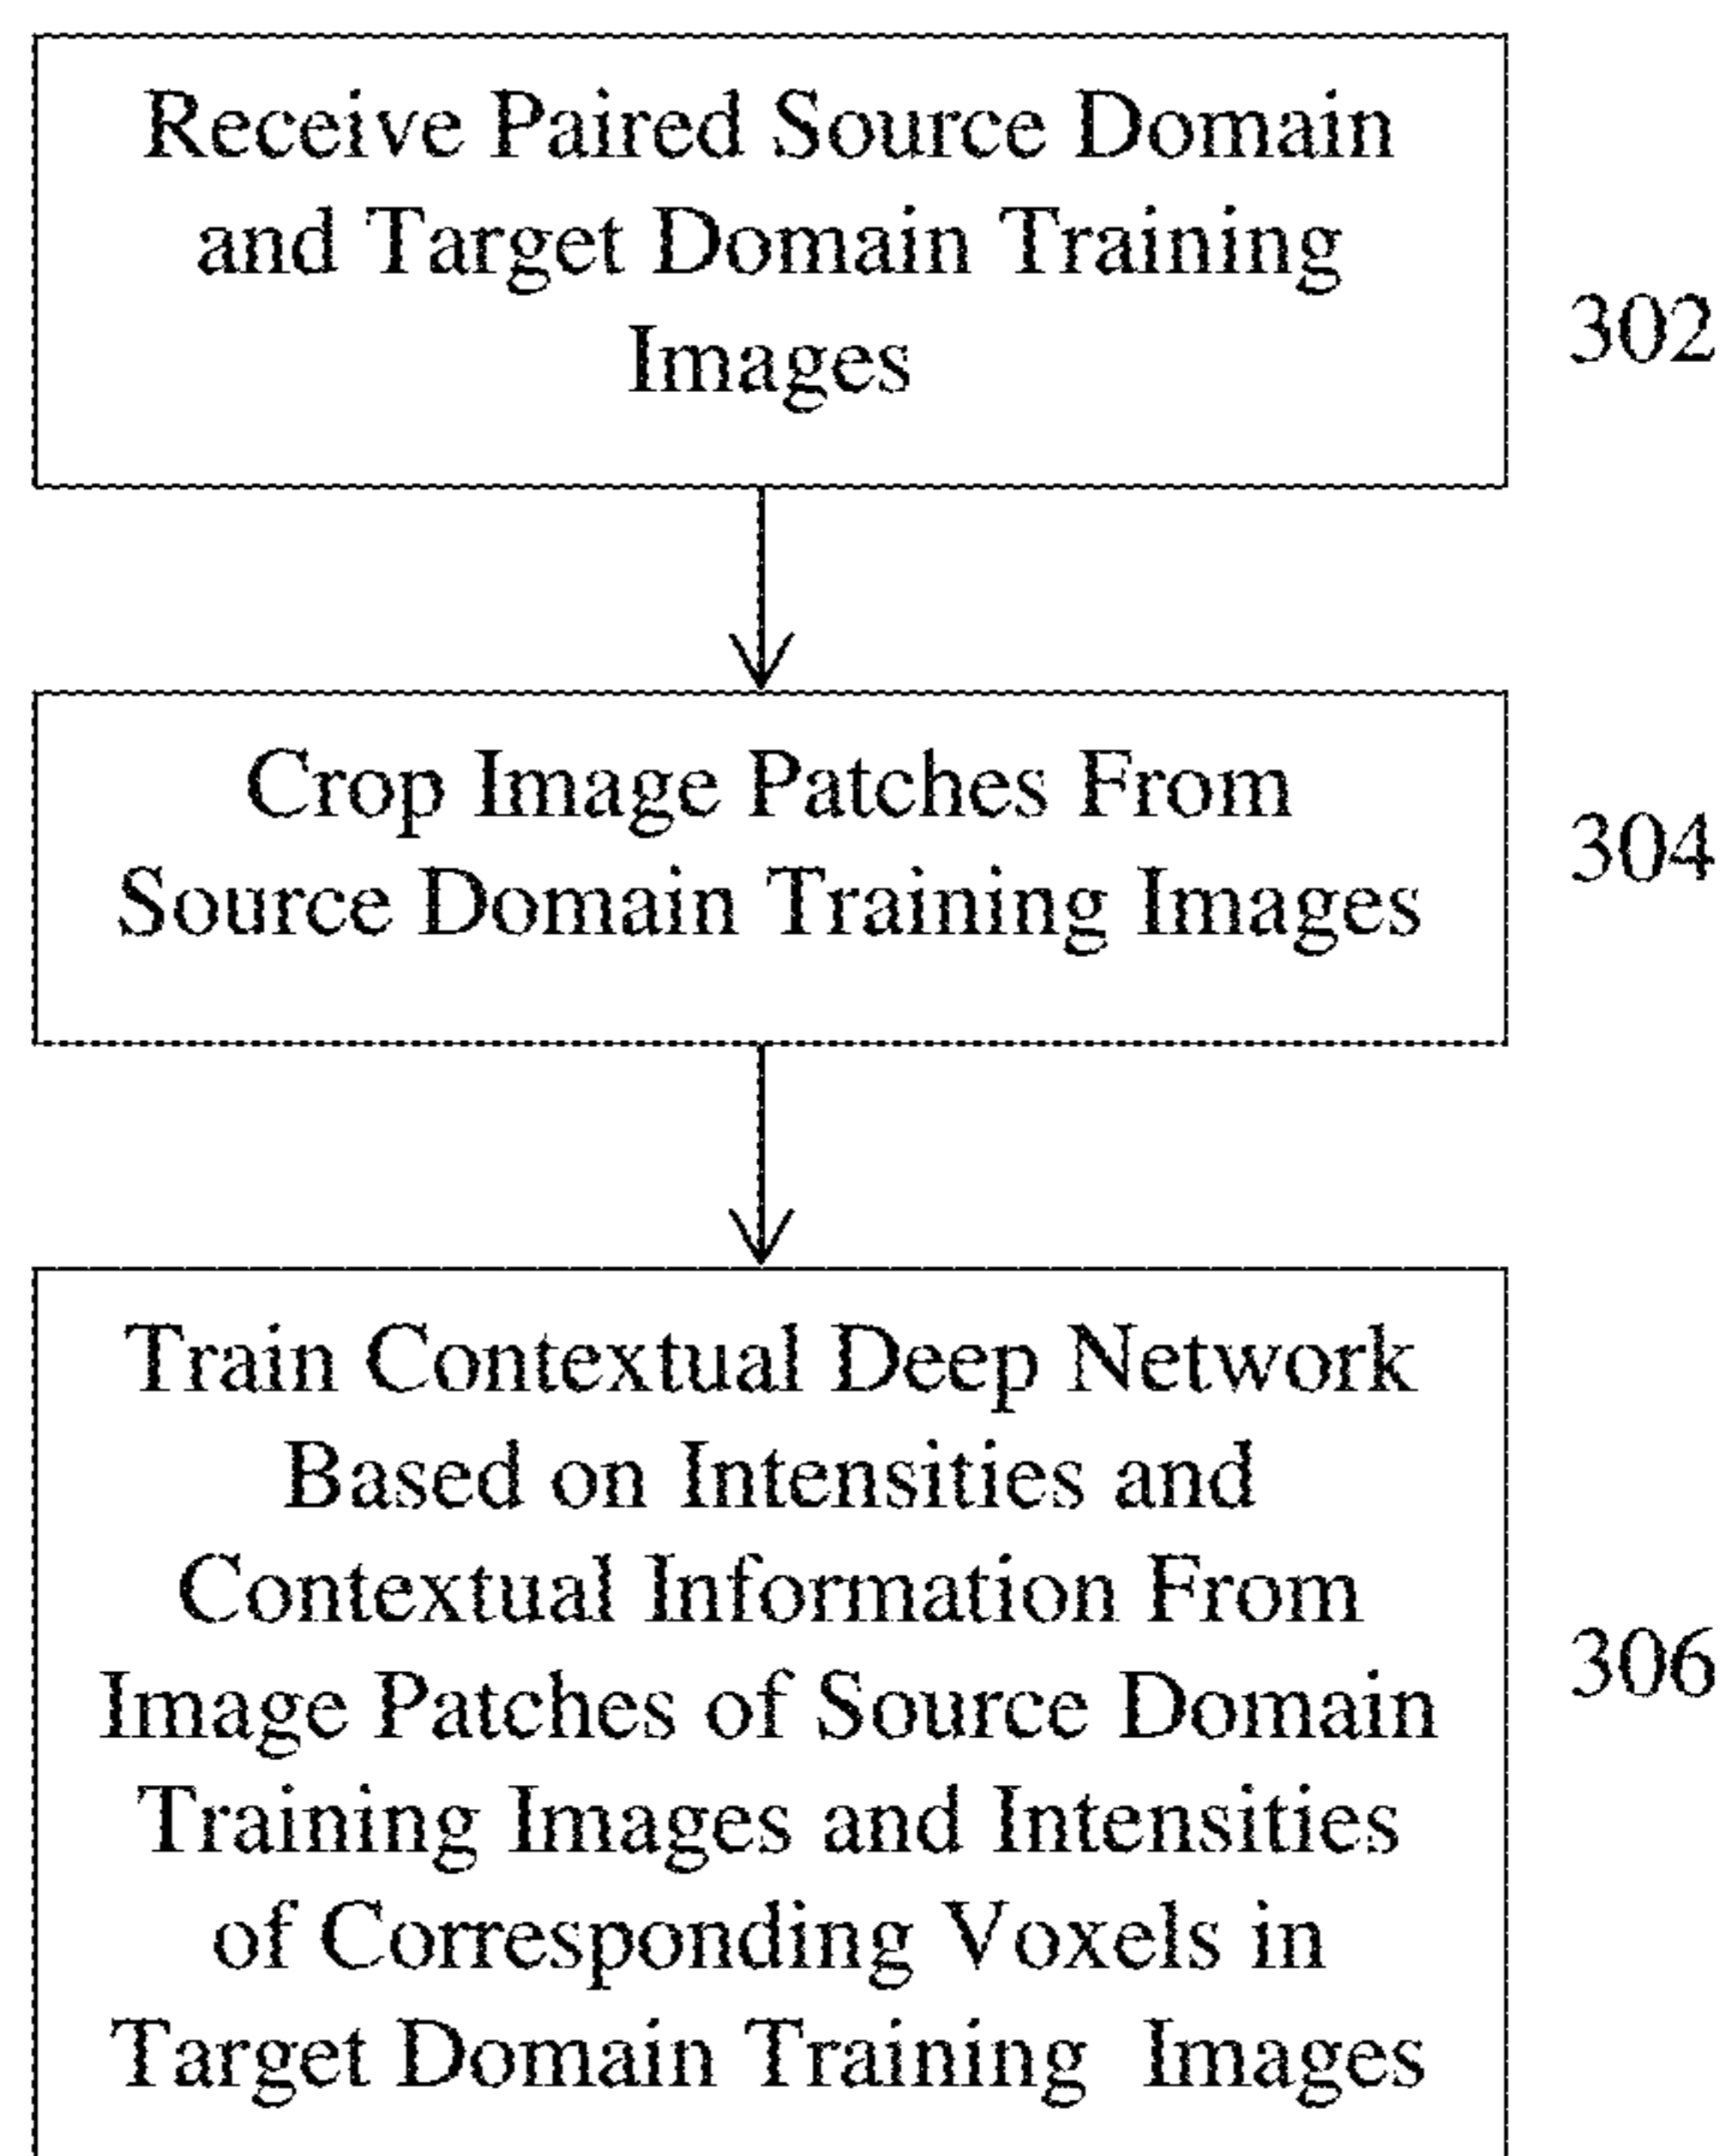 Receive Paired Source Domain
and Target Domain Training
Images
302
Crop Image Patches From
Source Domain Training Images
304
Train Contextual Deep Network
Based on Intensities and
Contextual Information From
Image Patches of Source Domain
Training Images and Intensities
of Corresponding Voxels in
Target Domain Training Images
306